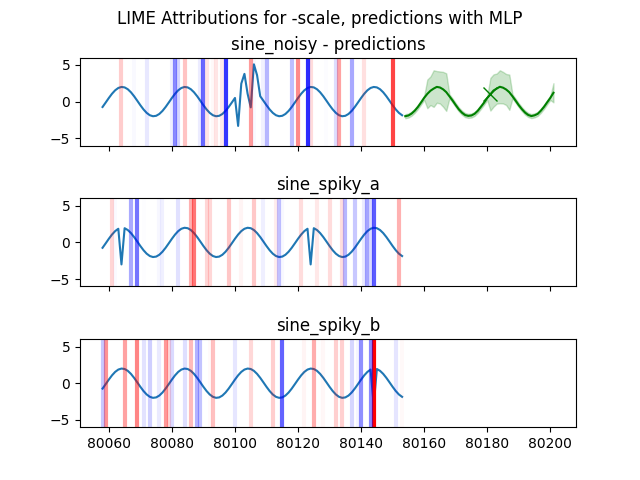 LIME Attributions for -scale, predictions with MLP
sine_noisy - predictions
5
0
−5
sine_spiky_a
5
0
−5
sine_spiky_b
5
0
−5
80060 80080 80100 80120 80140 80160 80180 80200